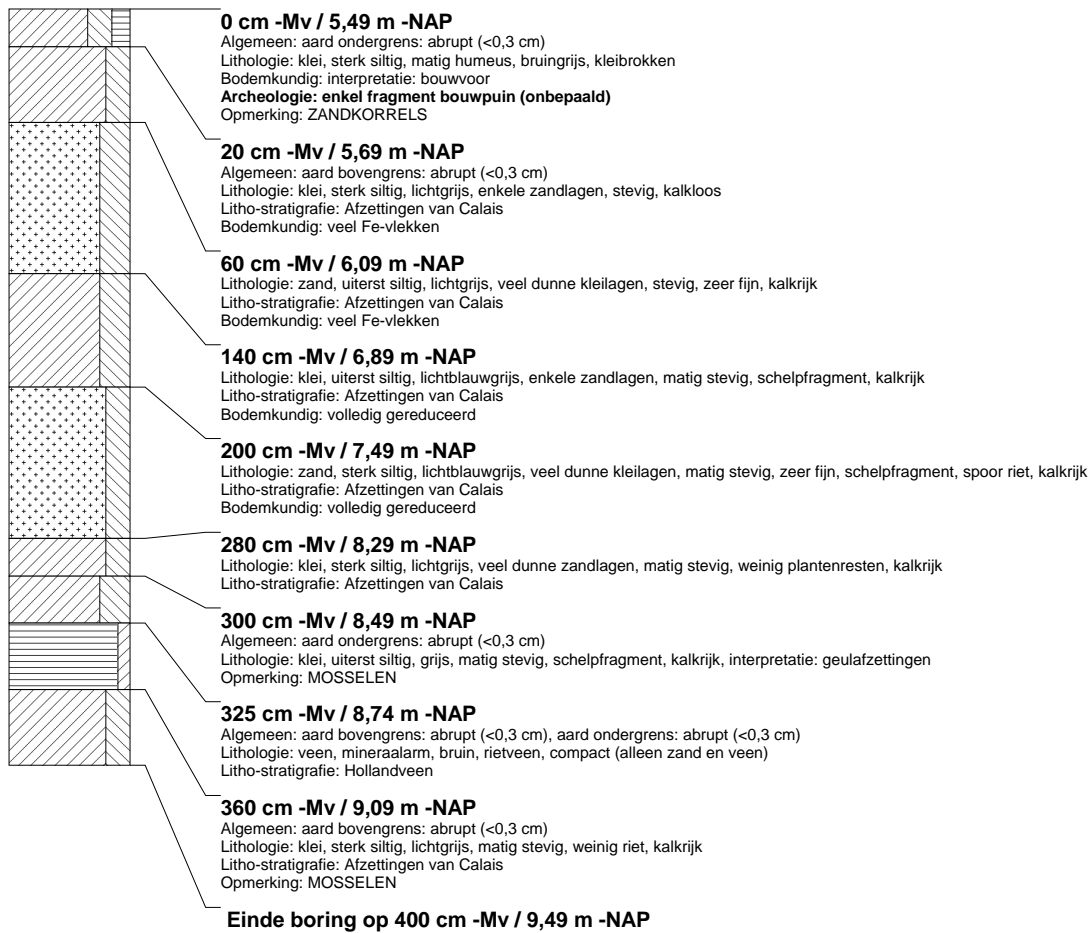 0 cm -Mv / 5,49 m -NAP
Algemeen: aard ondergrens: abrupt (<0,3 cm)
Lithologie: klei, sterk siltig, matig humeus, bruingrijs, kleibrokken
Bodemkundig: interpretatie: bouwvoor
Archeologie: enkel fragment bouwpuin (onbepaald)
Opmerking: ZANDKORRELS
20 cm -Mv / 5,69 m -NAP
Algemeen: aard bovengrens: abrupt (<0,3 cm)
Lithologie: klei, sterk siltig, lichtgrijs, enkele zandlagen, stevig, kalkloos
Litho-stratigrafie: Afzettingen van Calais
Bodemkundig: veel Fe-vlekken
60 cm -Mv / 6,09 m -NAP
Lithologie: zand, uiterst siltig, lichtgrijs, veel dunne kleilagen, stevig, zeer fijn, kalkrijk
Litho-stratigrafie: Afzettingen van Calais
Bodemkundig: veel Fe-vlekken
140 cm -Mv / 6,89 m -NAP
Lithologie: klei, uiterst siltig, lichtblauwgrijs, enkele zandlagen, matig stevig, schelpfragment, kalkrijk
Litho-stratigrafie: Afzettingen van Calais
Bodemkundig: volledig gereduceerd
200 cm -Mv / 7,49 m -NAP
Lithologie: zand, sterk siltig, lichtblauwgrijs, veel dunne kleilagen, matig stevig, zeer fijn, schelpfragment, spoor riet, kalkrijk
Litho-stratigrafie: Afzettingen van Calais
Bodemkundig: volledig gereduceerd
280 cm -Mv / 8,29 m -NAP
Lithologie: klei, sterk siltig, lichtgrijs, veel dunne zandlagen, matig stevig, weinig plantenresten, kalkrijk
Litho-stratigrafie: Afzettingen van Calais
300 cm -Mv / 8,49 m -NAP
Algemeen: aard ondergrens: abrupt (<0,3 cm)
Lithologie: klei, uiterst siltig, grijs, matig stevig, schelpfragment, kalkrijk, interpretatie: geulafzettingen
Opmerking: MOSSELEN
325 cm -Mv / 8,74 m -NAP
Algemeen: aard bovengrens: abrupt (<0,3 cm), aard ondergrens: abrupt (<0,3 cm)
Lithologie: veen, mineraalarm, bruin, rietveen, compact (alleen zand en veen)
Litho-stratigrafie: Hollandveen
360 cm -Mv / 9,09 m -NAP
Algemeen: aard bovengrens: abrupt (<0,3 cm)
Lithologie: klei, sterk siltig, lichtgrijs, matig stevig, weinig riet, kalkrijk
Litho-stratigrafie: Afzettingen van Calais
Opmerking: MOSSELEN
Einde boring op 400 cm -Mv / 9,49 m -NAP